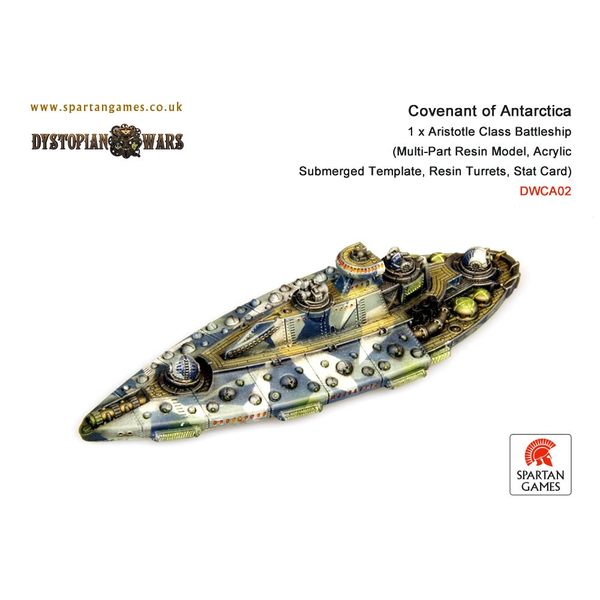 www.spartangames.co.uk
DYSTOPIAN WARS
Covenant of Antarctica
1 x Aristotle Class Battleship
(Multi-Part Resin Model, Acrylic
Submerged Template, Resin Turrets, Stat Card)
DWCA02
SPARTAN
GAMES